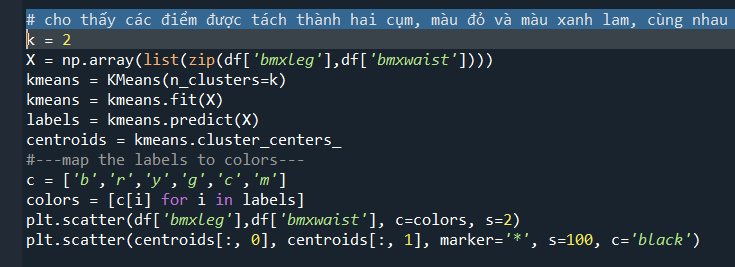 # cho thấy các điểm được tách thành hai cụm, màu đỏ và màu xanh lam, cùng nhau
k = 2
X = np.array(list(zip(df['bmxleg'],df['bmxwaist'])))
kmeans = KMeans(n_clusters=k)
kmeans = kmeans.fit(X)
labels = kmeans.predict(X)
centroids = kmeans.cluster_centers_
#---map the labels to colors---
c = ['b','r','y','g','c','m']
colors = [c[i] for i in labels]
plt.scatter(df['bmxleg'],df['bmxwaist'], c=colors, s=2)
plt.scatter(centroids[:, 0], centroids[:, 1], marker='*', s=100, c='black')